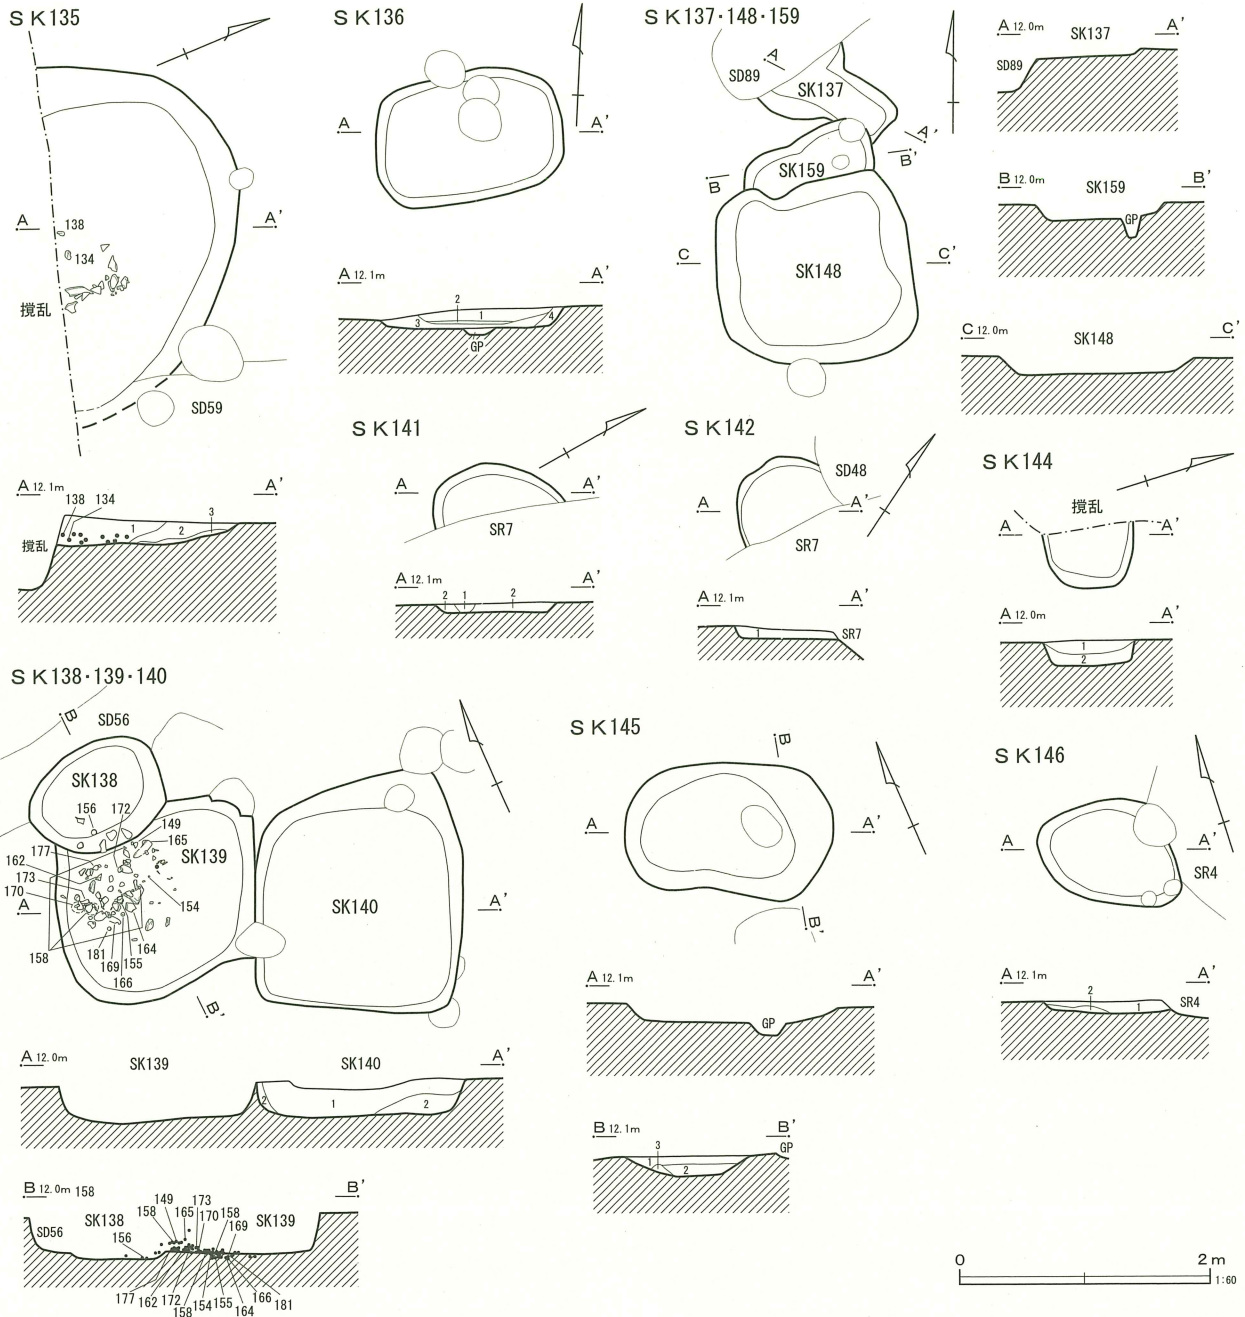 SK135
A
A'
138
134
撹乱
SD59
A 12.1m
A'
138
134
1
2
3
撹乱
SK136
A
A'
A 12.1m
A'
2
1
3
4
GP
SK137・148・159
SD89
A
SK137
A'
B'
B
SK159
C
C'
SK148
A 12.0m
SK137
A'
SD89
B 12.0m
SK159
B'
GP
C 12.0m
SK148
C'
SK141
A
A'
SR7
A 12.1m
A'
2
1
2
SK142
SD48
A
A'
SR7
A 12.1m
A'
1
SR7
SK144
撹乱
A
A'
A 12.0m
A'
1
2
SK138・139・140
B
SD56
SK138
156
172
149
165
177
SK139
162
173
170
A
154
158
181
164
169
155
166
B'
SK140
A'
A 12.0m
SK139
SK140
A'
2
1
2
B 12.0m
158
B'
149
173
158
165
170
158
169
SK138
SK139
SD56
156
177
162
172
158
154
155
164
166
181
SK145
B
A
A'
B'
A 12.1m
A'
GP
B 12.1m
B'
3
1
2
GP
SK146
A
A'
SR4
A 12.1m
A'
2
1
SR4
0
2m
1:60